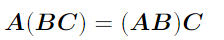 A(BC) = (AB)C